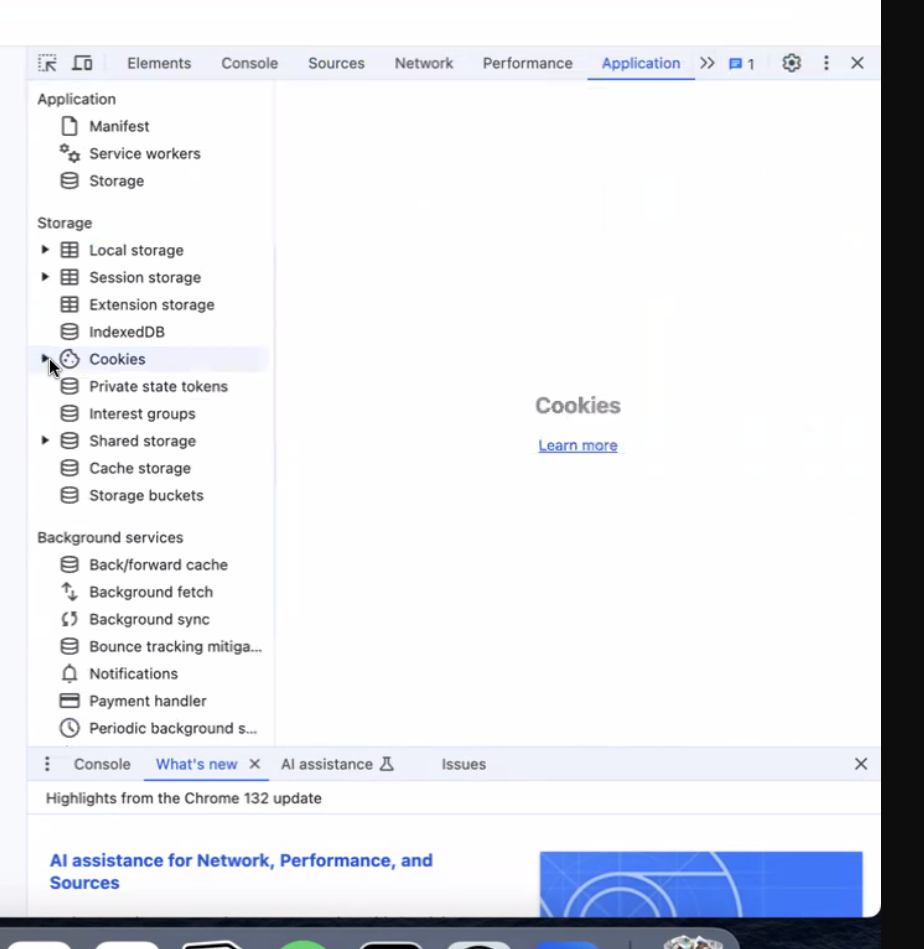 Elements Console Sources Network Performance Application 1
Application
Manifest
Service workers
Storage
Storage
Local storage
Session storage
Extension storage
IndexedDB
Cookies
Private state tokens
Interest groups
Shared storage
Cache storage
Storage buckets
Background services
Back/forward cache
Background fetch
Background sync
Bounce tracking mitiga...
Notifications
Payment handler
Periodic background s...
Cookies
Learn more
Console What's new AI assistance Issues
Highlights from the Chrome 132 update
AI assistance for Network, Performance, and
Sources